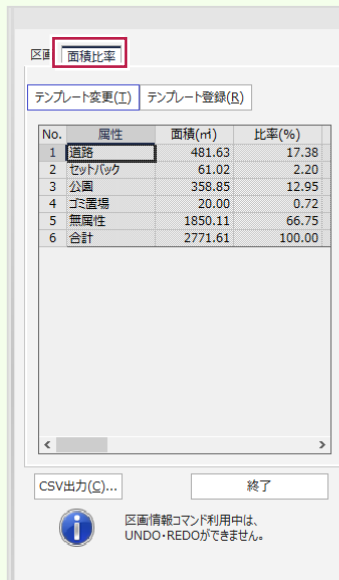 区画 面積比率
テンプレート変更(T) テンプレート登録(R)
No. 属性 面積(㎡) 比率(%)
1 道路 481.63 17.38
2 セットバック 61.02 2.20
3 公園 358.85 12.95
4 ゴミ置場 20.00 0.72
5 無属性 1850.11 66.75
6 合計 2771.61 100.00
CSV出力(C)... 終了
区画情報コマンド利用中は、
UNDO・REDOができません。